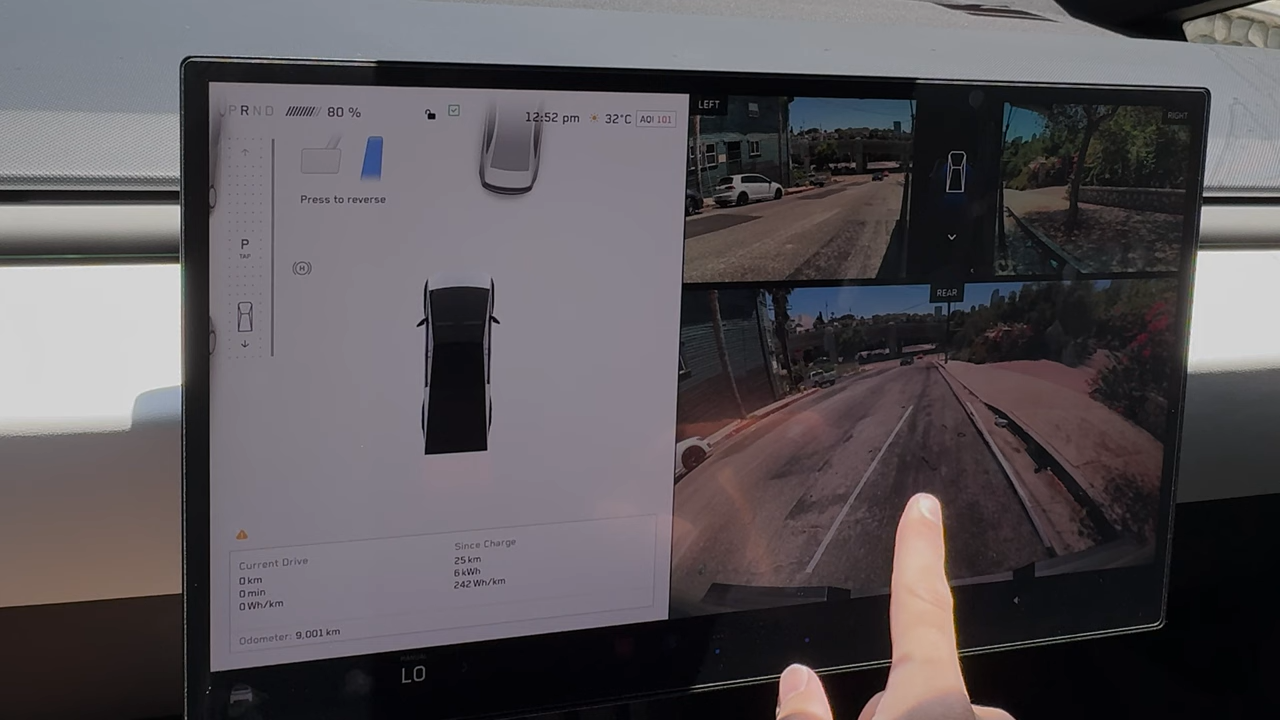 PRND 80 %
12:52 pm 32°C AQI 101
Press to reverse
P
TAP
H
LEFT
RIGHT
REAR
Current Drive
0 km
0 min
0 Wh/km
Since Charge
25 km
6 kWh
242 Wh/km
Odometer: 9,001 km
LO